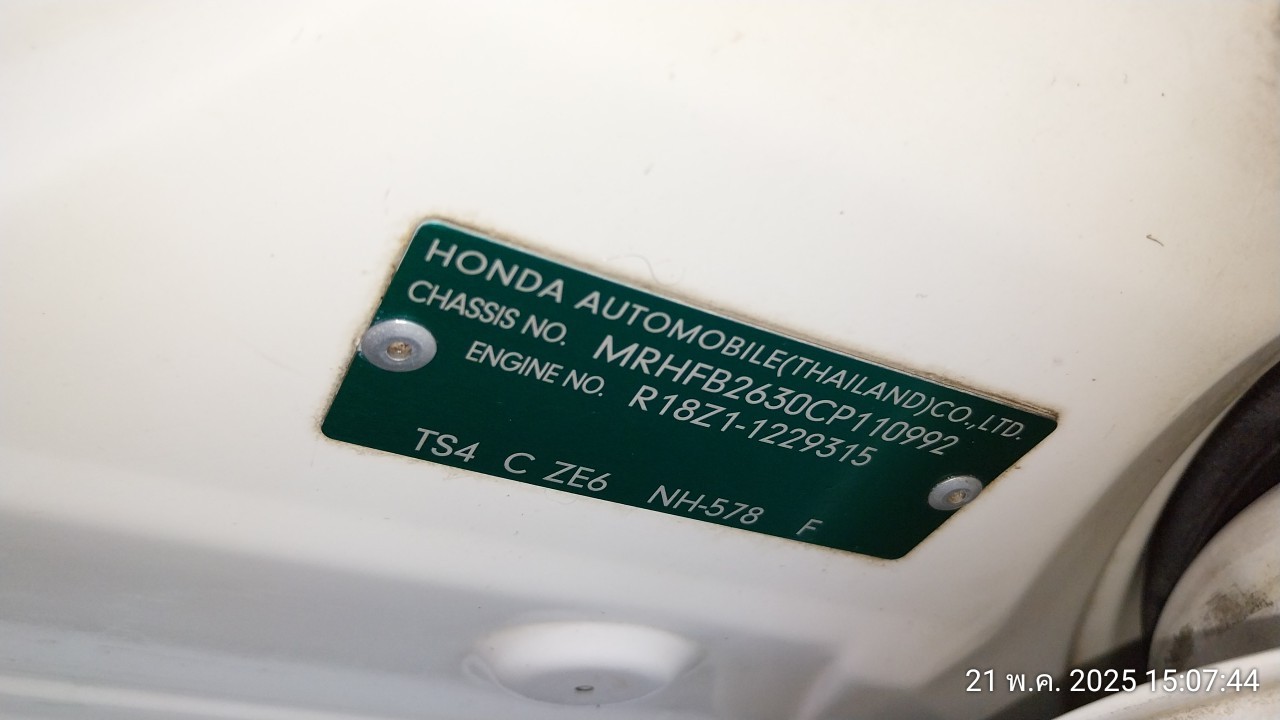 HONDA AUTOMOBILE(THAILAND)CO.,LTD.
CHASSIS NO. MRHFB2630CP110992
ENGINE NO. R18Z1-1229315
TS4 C ZE6 NH-578 F
21 พ.ค. 2025 15:07:44